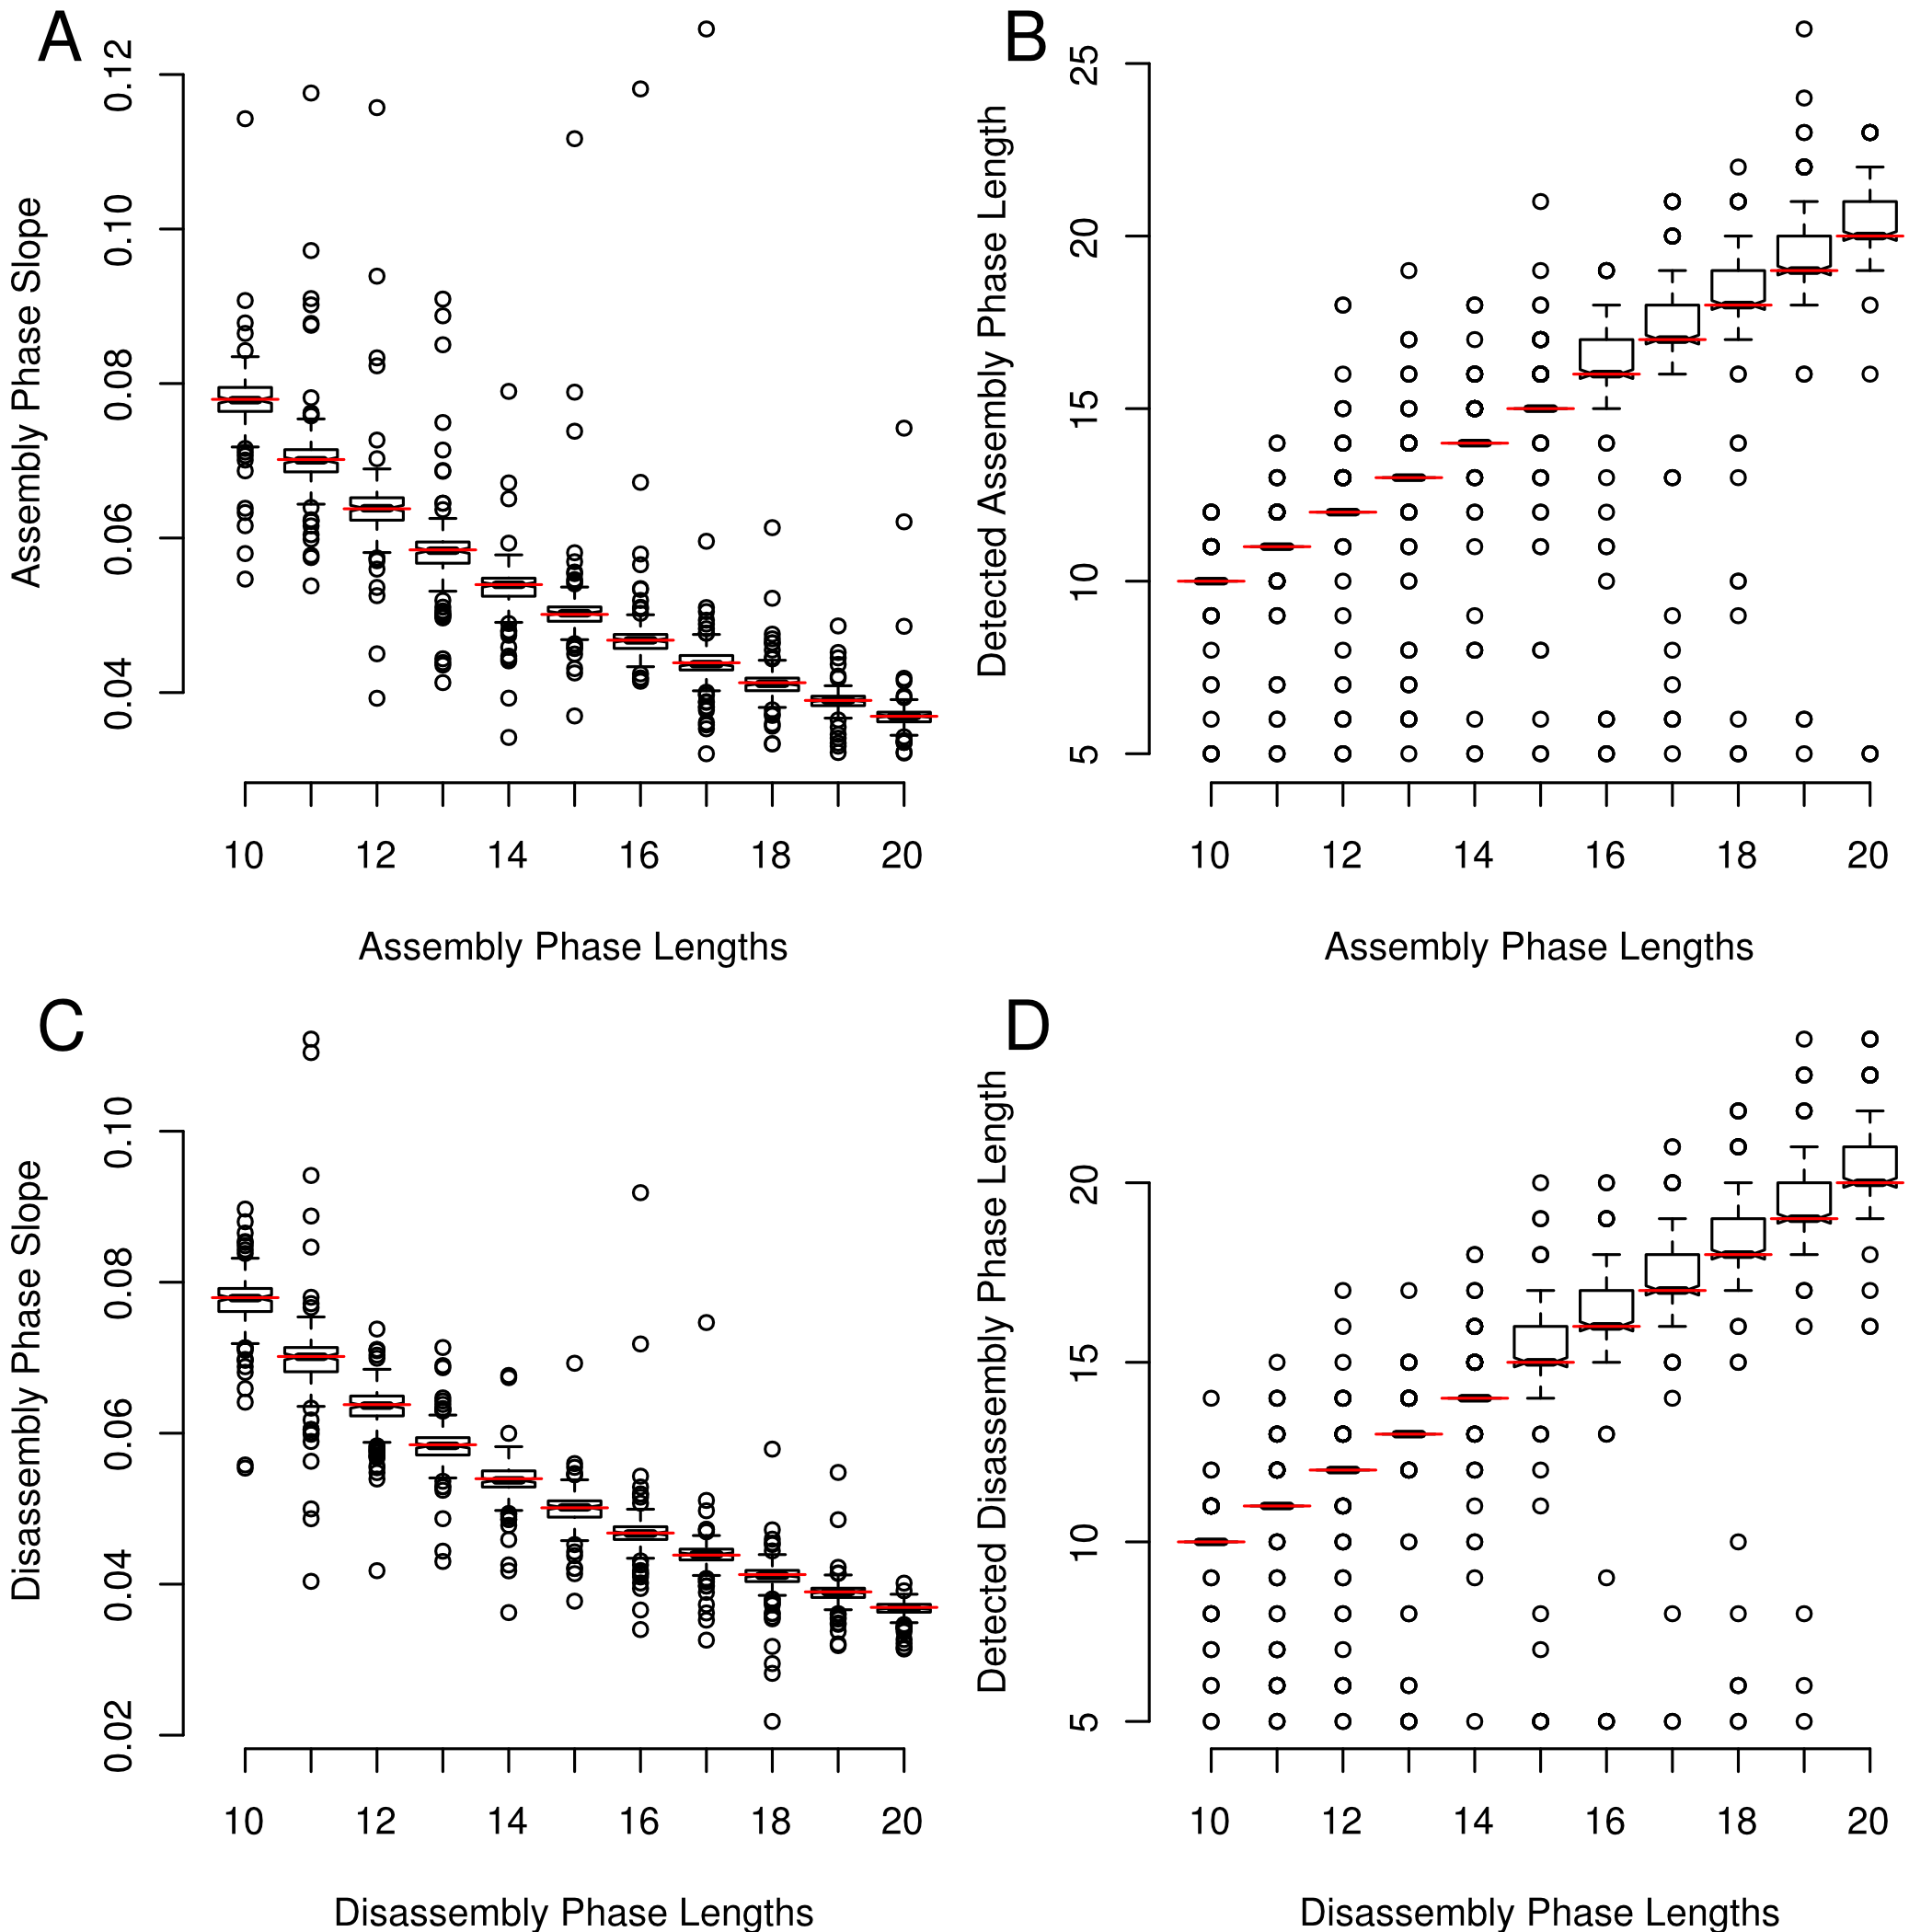 A
Assembly Phase Slope
0.04 0.06 0.08 0.10 0.12
10 12 14 16 18 20
Assembly Phase Lengths
B
Detected Assembly Phase Length
5 10 15 20 25
10 12 14 16 18 20
Assembly Phase Lengths
C
Disassembly Phase Slope
0.02 0.04 0.06 0.08 0.10
10 12 14 16 18 20
Disassembly Phase Lengths
D
Detected Disassembly Phase Length
5 10 15 20
10 12 14 16 18 20
Disassembly Phase Lengths